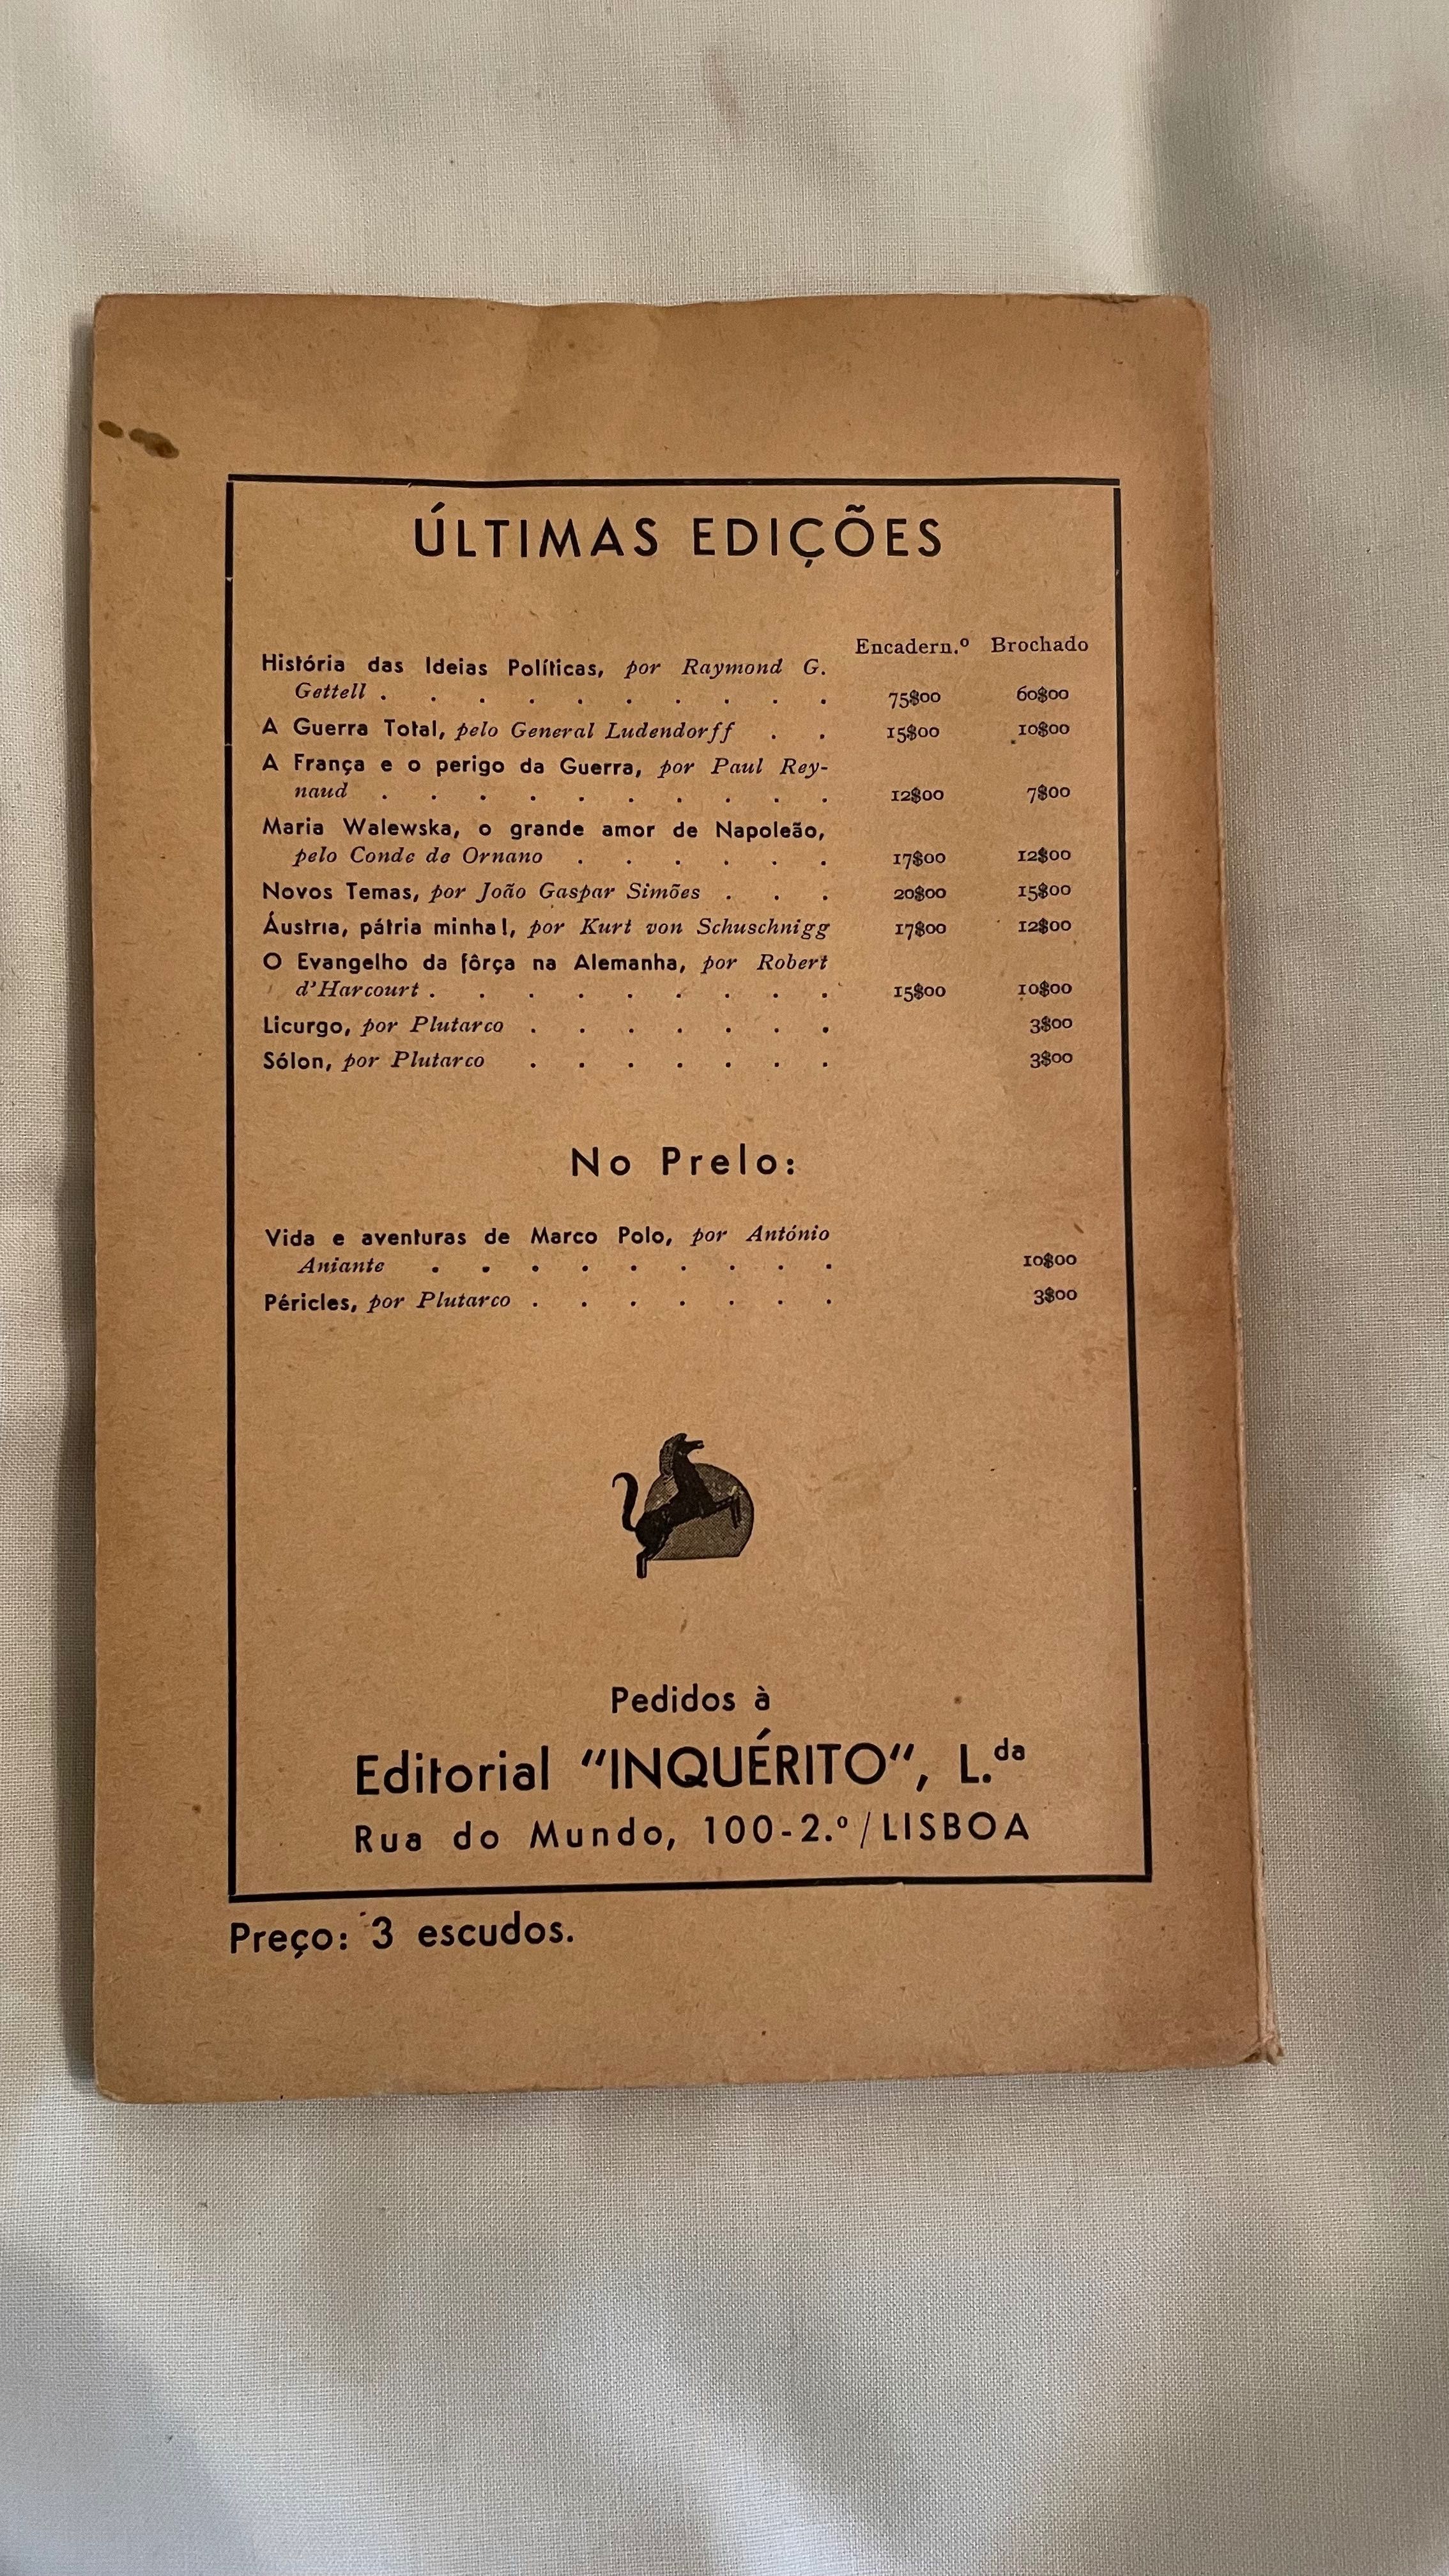 ÚLTIMAS EDIÇÕES
Encadern.º Brochado
História das Ideias Políticas, por Raymond G.
Gettell . . . . . . . . . . 75$00 60$00
A Guerra Total, pelo General Ludendorff . . 15$00 10$00
A França e o perigo da Guerra, por Paul Rey-
naud . . . . . . . . . . 12$00 7$00
Maria Walewska, o grande amor de Napoleão,
pelo Conde de Ornano . . . . . . 17$00 12$00
Novos Temas, por João Gaspar Simões . . . 20$00 15$00
Áustria, pátria minha!, por Kurt von Schuschnigg 17$00 12$00
O Evangelho da fôrça na Alemanha, por Robert
d'Harcourt . . . . . . . . . 15$00 10$00
Licurgo, por Plutarco . . . . . . . 3$00
Sólon, por Plutarco . . . . . . . 3$00
No Prelo:
Vida e aventuras de Marco Polo, por António
Aniante . . . . . . . . . 10$00
Péricles, por Plutarco . . . . . . . 3$00
Pedidos à
Editorial "INQUÉRITO", L.da
Rua do Mundo, 100-2.º/LISBOA
Preço: 3 escudos.